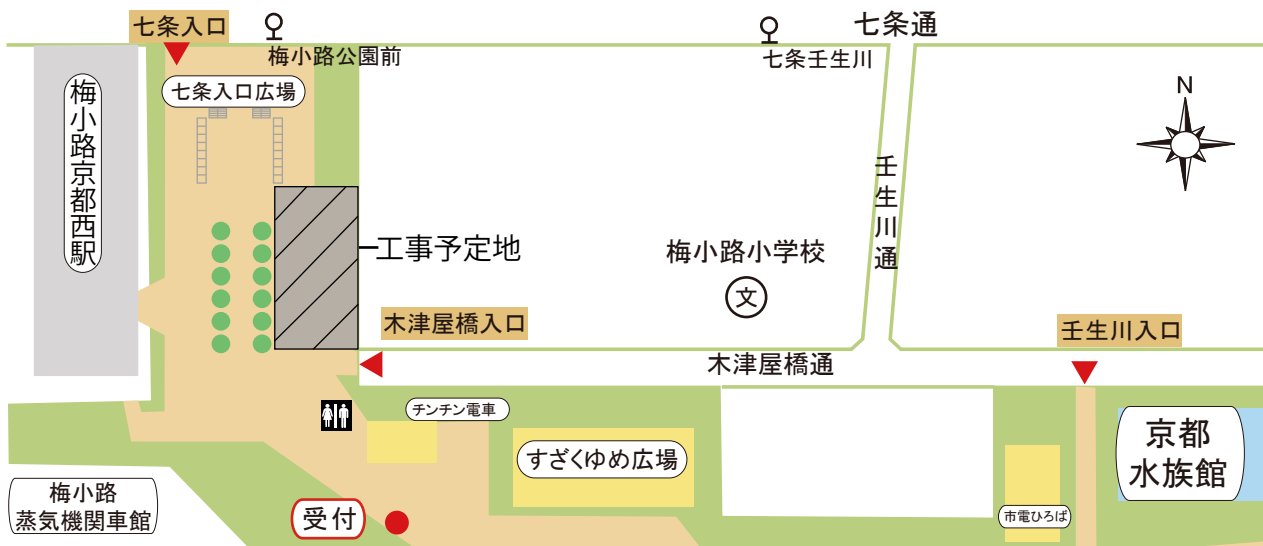 七条入口
梅小路公園前
七条壬生川
七条通
七条入口広場
梅小路京都西駅
N
壬生川通
工事予定地
梅小路小学校
文
木津屋橋入口
壬生川入口
木津屋橋通
チンチン電車
すざくゆめ広場
京都
水族館
梅小路
蒸気機関車館
受付
市電ひろば